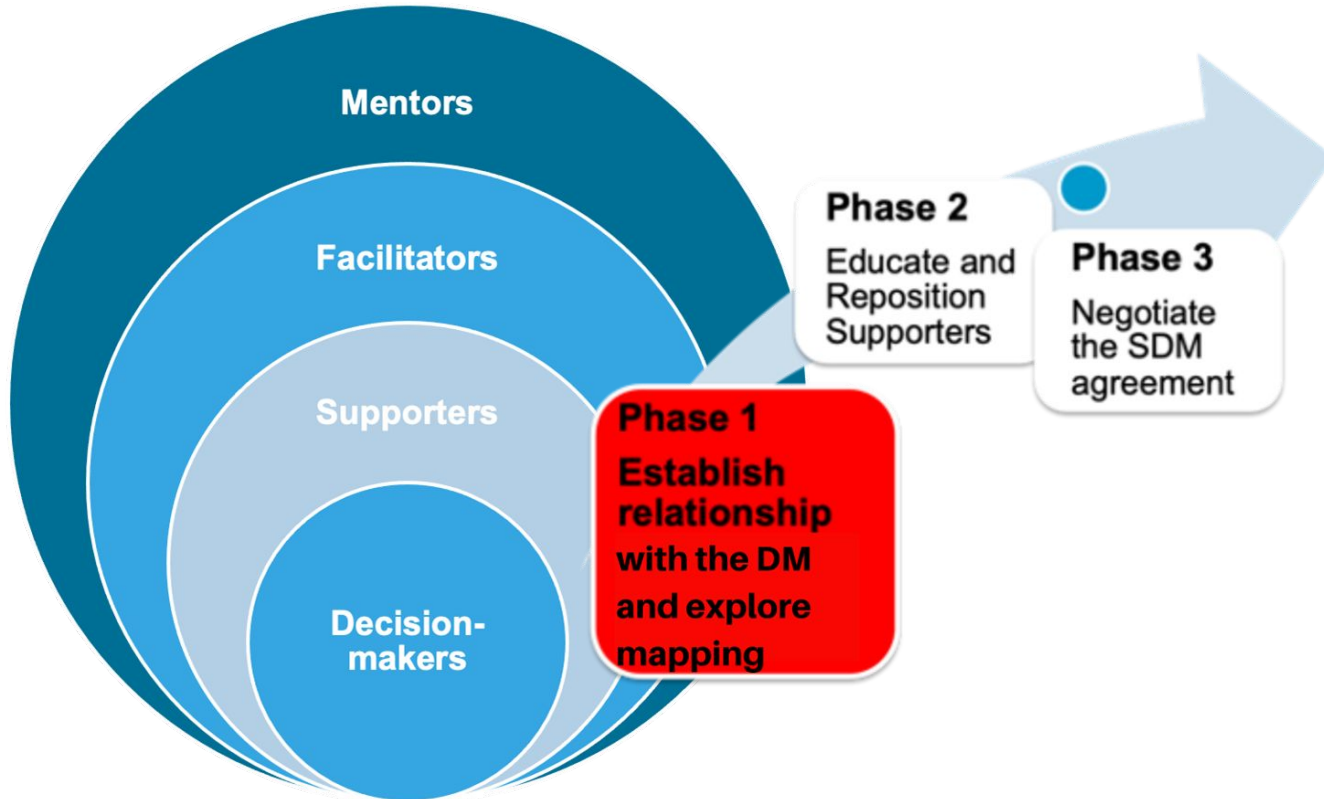 Mentors
Facilitators
Supporters
Decision-
makers
Phase 1
Establish
relationship
with the DM
and explore
mapping
Phase 2
Educate and
Reposition
Supporters
Phase 3
Negotiate
the SDM
agreement